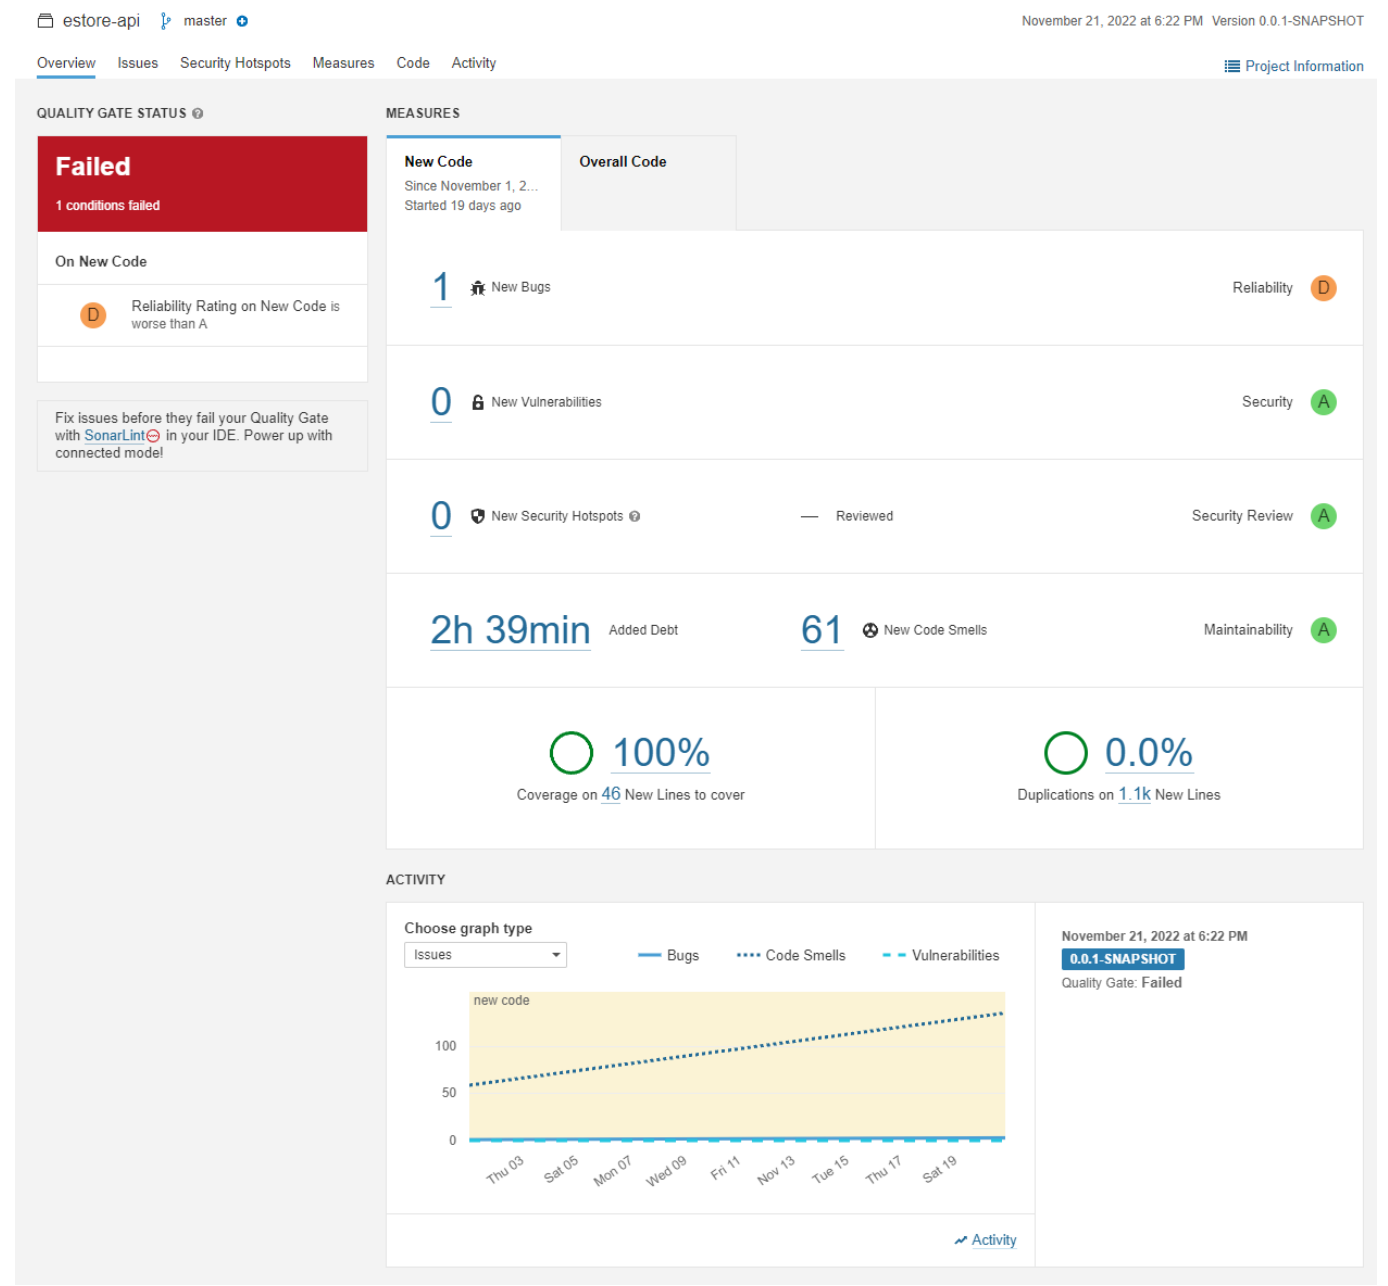 estore-api master
November 21, 2022 at 6:22 PM Version 0.0.1-SNAPSHOT
Overview Issues Security Hotspots Measures Code Activity
Project Information
QUALITY GATE STATUS
Failed
1 conditions failed
On New Code
D
Reliability Rating on New Code is
worse than A
Fix issues before they fail your Quality Gate
with SonarLint in your IDE. Power up with
connected mode!
MEASURES
New Code
Since November 1, 2...
Started 19 days ago
Overall Code
1 New Bugs
Reliability D
0 New Vulnerabilities
Security A
0 New Security Hotspots
— Reviewed
Security Review A
2h 39min Added Debt
61 New Code Smells
Maintainability A
100%
Coverage on 46 New Lines to cover
0.0%
Duplications on 1.1k New Lines
ACTIVITY
Choose graph type
Issues
Bugs Code Smells Vulnerabilities
new code
100
50
0
Thu 03 Sat 05 Mon 07 Wed 09 Fri 11 Nov 13 Tue 15 Thu 17 Sat 19
Activity
November 21, 2022 at 6:22 PM
0.0.1-SNAPSHOT
Quality Gate: Failed